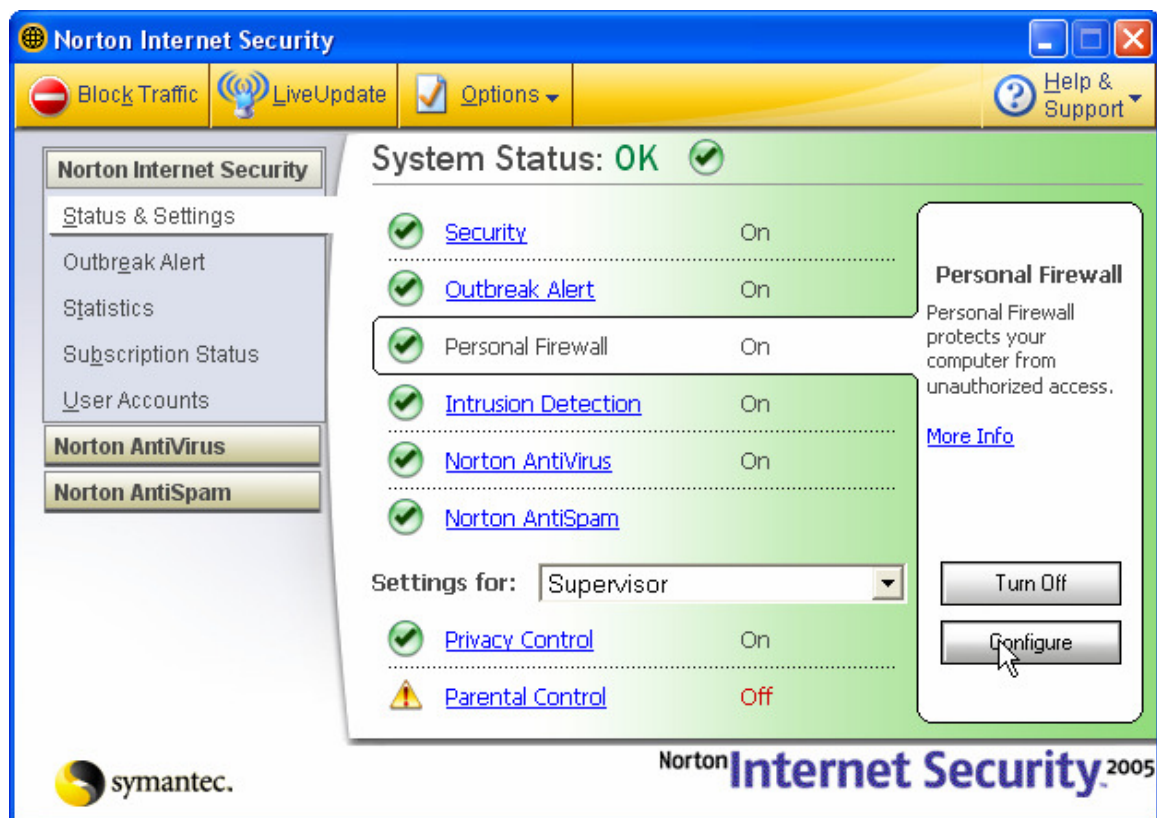 Norton Internet Security
Block Traffic LiveUpdate Options Help & Support
Norton Internet Security
Status & Settings
Outbreak Alert
Statistics
Subscription Status
User Accounts
Norton AntiVirus
Norton AntiSpam
System Status: OK
Security On
Outbreak Alert On
Personal Firewall On
Intrusion Detection On
Norton AntiVirus On
Norton AntiSpam
Settings for: Supervisor
Privacy Control On
Parental Control Off
Personal Firewall
Personal Firewall
protects your
computer from
unauthorized access.
More Info
Turn Off
Configure
symantec.
Norton Internet Security 2005